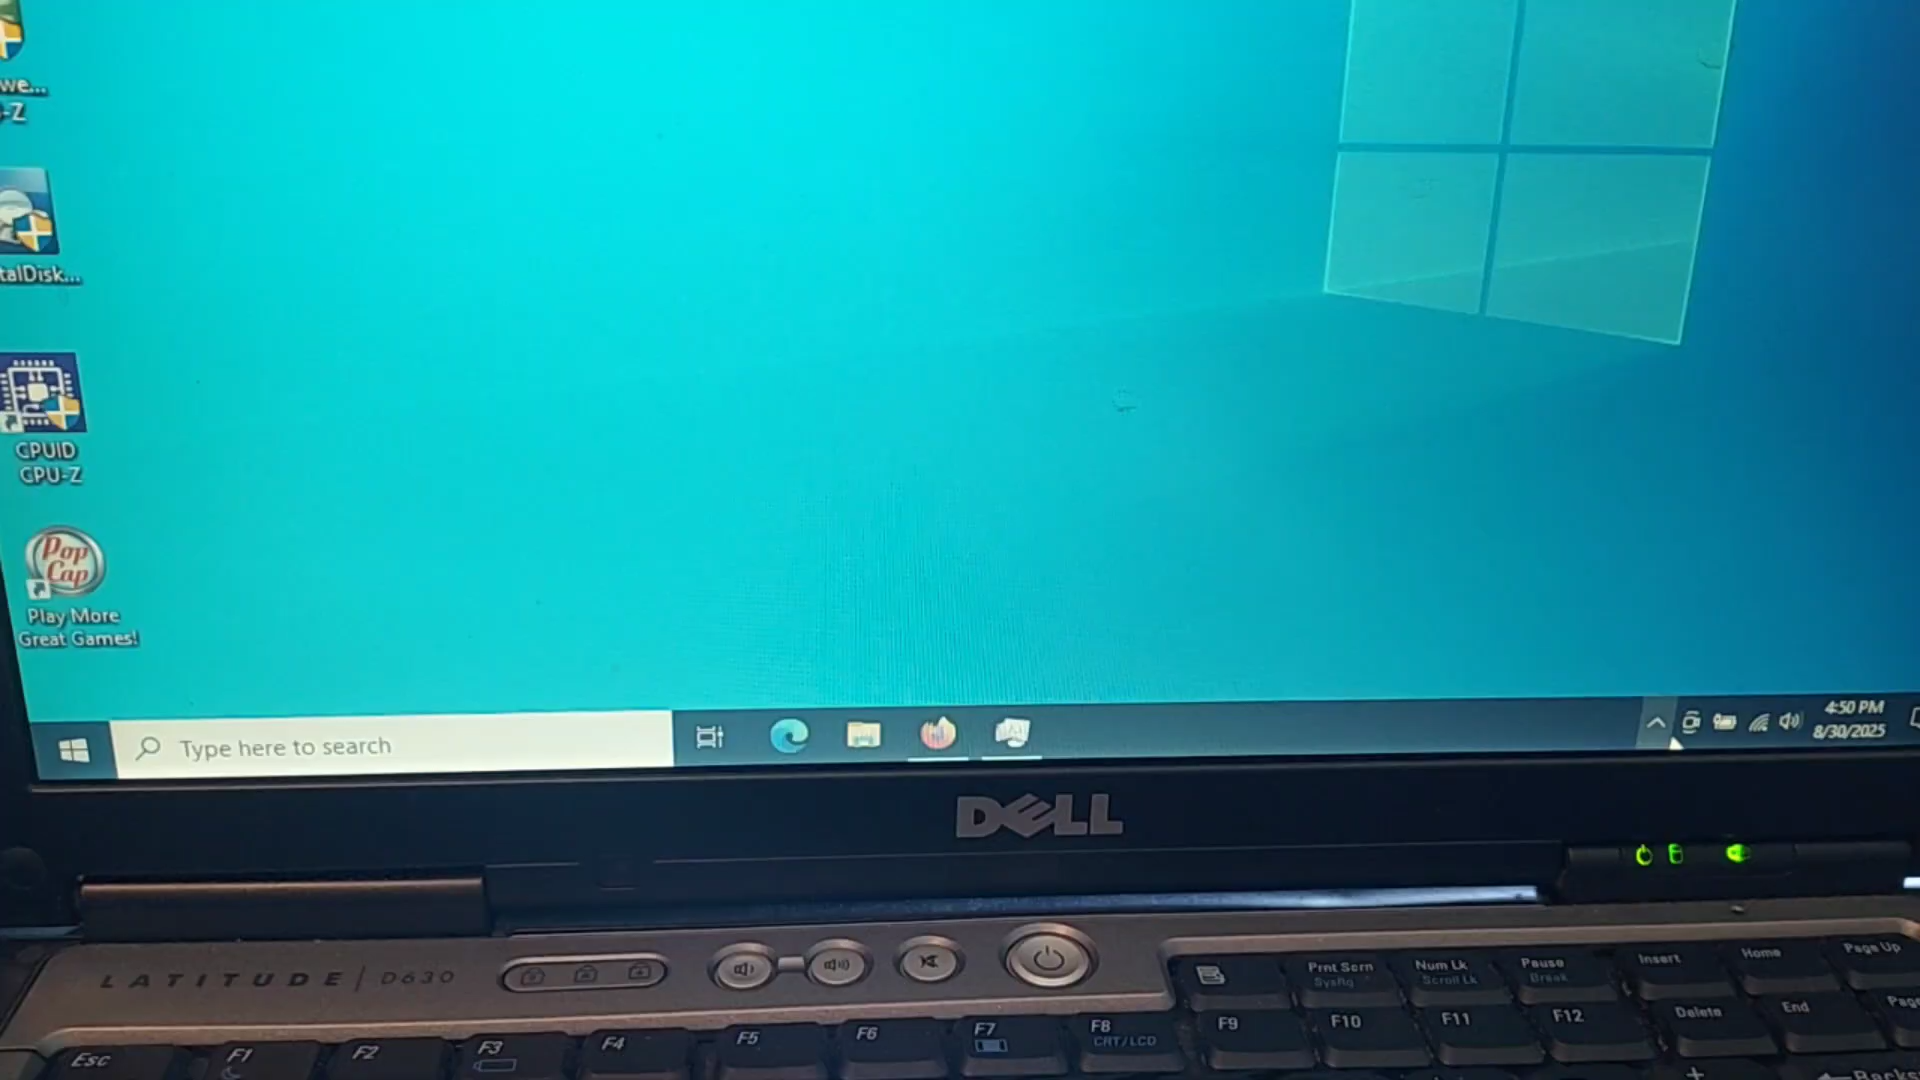 we...
-Z
talDisk...
CPUID
CPU-Z
Pop
Cap
Play More
Great Games!
Type here to search
4:50 PM
8/30/2025
DELL
LATITUDE | D630
Prnt Scrn
SysRq
Num Lk
Scroll Lk
Pause
Break
Insert
Home
Page Up
Delete
End
Page
Esc
F1
F2
F3
F4
F5
F6
F7
F8
CRT/LCD
F9
F10
F11
F12
Backs